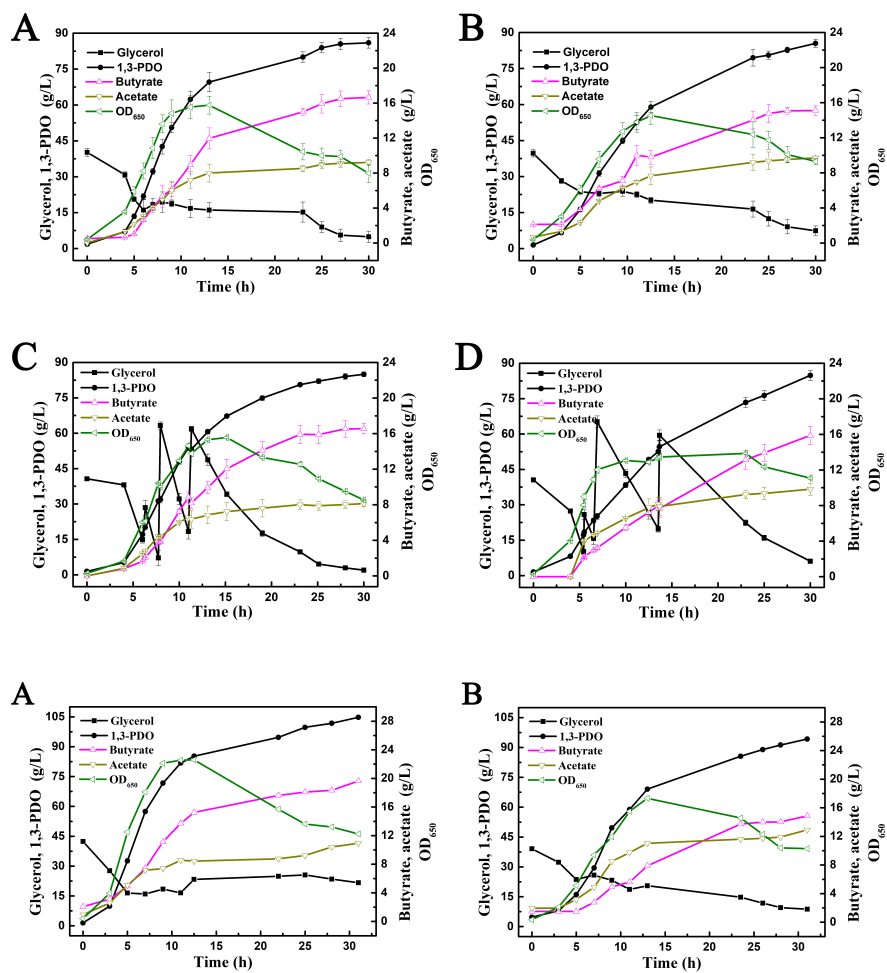 A
Glycerol, 1,3-PDO (g/L)
90
75
60
45
30
15
0
Glycerol
1,3-PDO
Butyrate
Acetate
OD650
24
20
16
12
8
4
0
Butyrate, acetate (g/L)
OD650
0 5 10 15 20 25 30
Time (h)
B
Glycerol, 1,3-PDO (g/L)
90
75
60
45
30
15
0
Glycerol
1,3-PDO
Butyrate
Acetate
OD650
24
20
16
12
8
4
0
Butyrate, acetate (g/L)
OD650
0 5 10 15 20 25 30
Time (h)
C
Glycerol, 1,3-PDO (g/L)
90
75
60
45
30
15
0
Glycerol
1,3-PDO
Butyrate
Acetate
OD650
24
20
16
12
8
4
0
Butyrate, acetate (g/L)
OD650
0 5 10 15 20 25 30
Time (h)
D
Glycerol, 1,3-PDO (g/L)
90
75
60
45
30
15
0
Glycerol
1,3-PDO
Butyrate
Acetate
OD650
24
20
16
12
8
4
0
Butyrate, acetate (g/L)
OD650
0 5 10 15 20 25 30
Time (h)
A
Glycerol, 1,3-PDO (g/L)
105
90
75
60
45
30
15
0
Glycerol
1,3-PDO
Butyrate
Acetate
OD650
28
24
20
16
12
8
4
0
Butyrate, acetate (g/L)
OD650
0 5 10 15 20 25 30
Time (h)
B
Glycerol, 1,3-PDO (g/L)
105
90
75
60
45
30
15
0
Glycerol
1,3-PDO
Butyrate
Acetate
OD650
28
24
20
16
12
8
4
0
Butyrate, acetate (g/L)
OD650
0 5 10 15 20 25 30
Time (h)